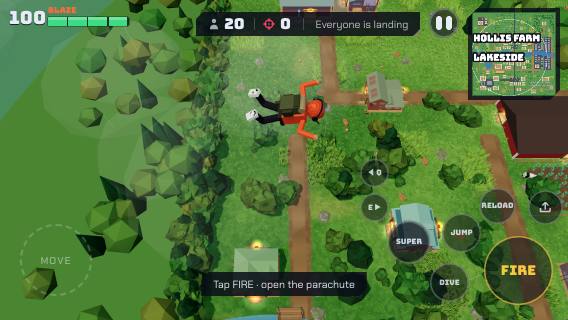 100 BLAZE
20
0
Everyone is landing
HOLLIS FARM
LAKESIDE
Q
E
RELOAD
SUPER
JUMP
MOVE
FIRE
DIVE
Tap FIRE · open the parachute